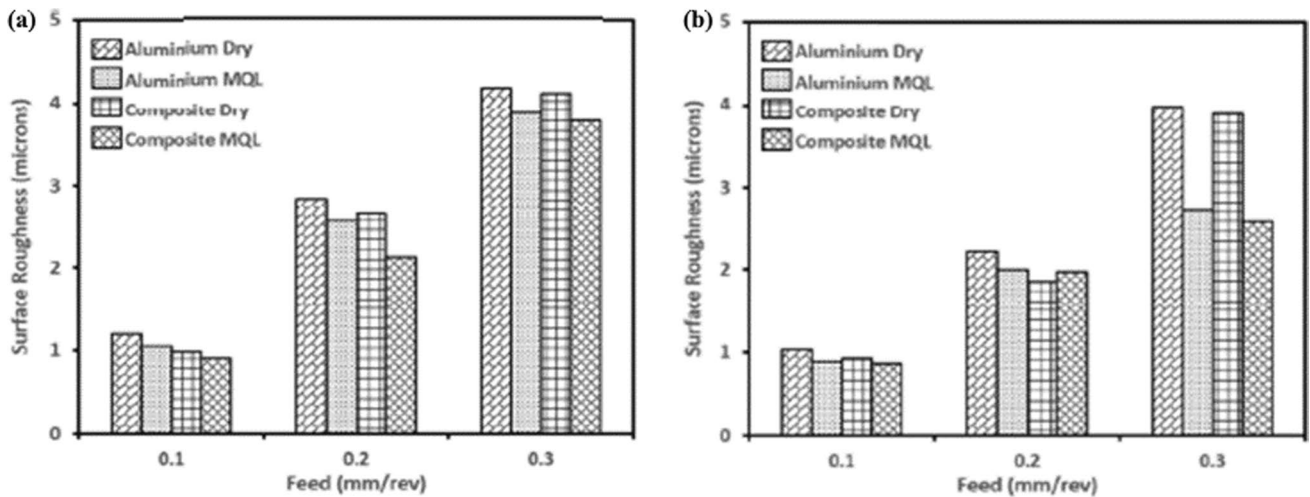 (a)
Surface Roughness (microns)
5
4
3
2
1
0
Aluminium Dry
Aluminium MQL
Composite Dry
Composite MQL
0.1 0.2 0.3
Feed (mm/rev)
(b)
Surface Roughness (microns)
5
4
3
2
1
0
Aluminium Dry
Aluminium MQL
Composite Dry
Composite MQL
0.1 0.2 0.3
Feed (mm/rev)